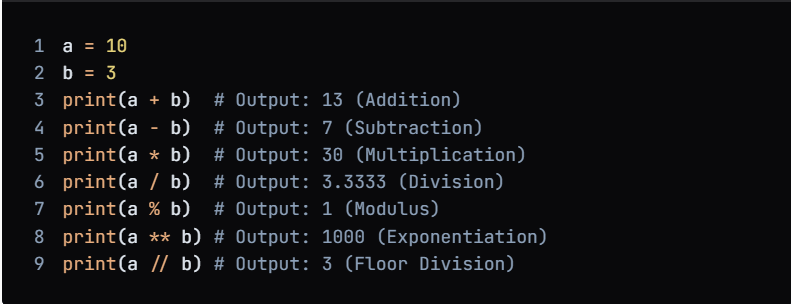 1 a = 10
2 b = 3
3 print(a + b)  # Output: 13 (Addition)
4 print(a - b)  # Output: 7 (Subtraction)
5 print(a * b)  # Output: 30 (Multiplication)
6 print(a / b)  # Output: 3.3333 (Division)
7 print(a % b)  # Output: 1 (Modulus)
8 print(a ** b) # Output: 1000 (Exponentiation)
9 print(a // b) # Output: 3 (Floor Division)